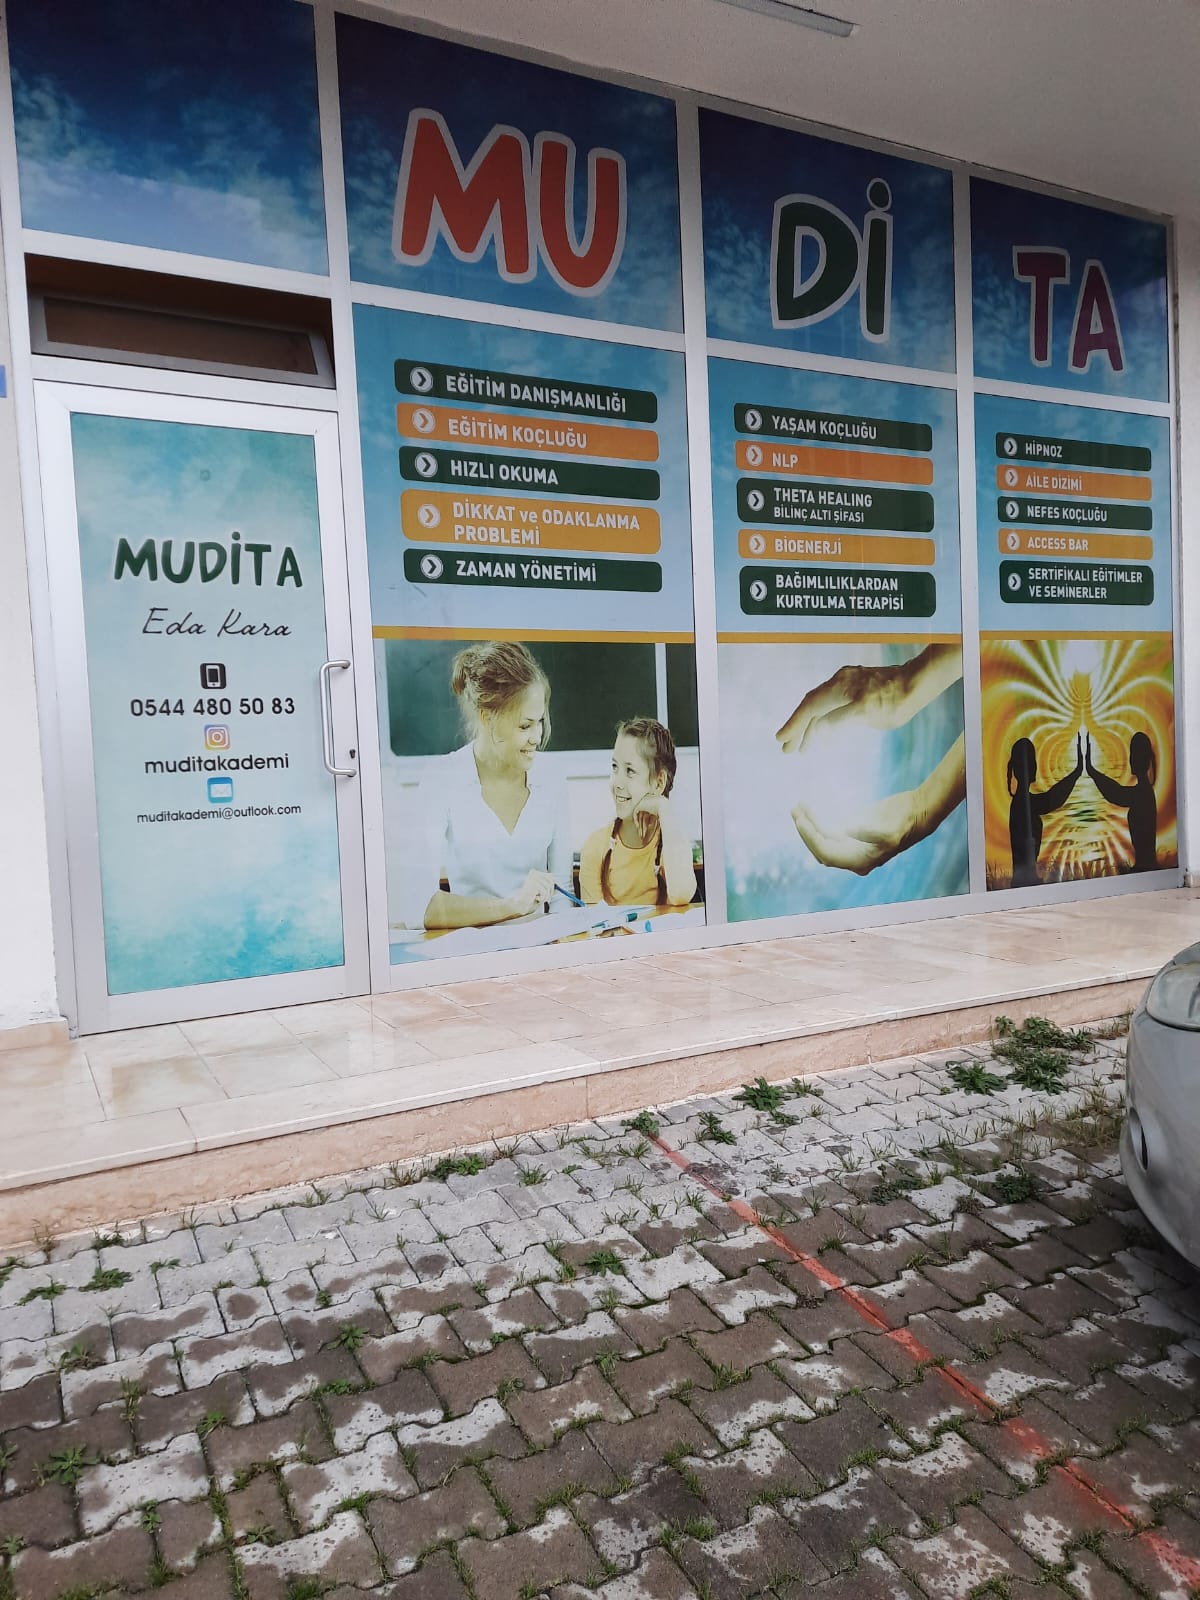 MUDİTA
MUDİTA
Eda Kara
0544 480 50 83
muditakademi
muditakademi@outlook.com
EĞİTİM DANIŞMANLIĞI
EĞİTİM KOÇLUĞU
HIZLI OKUMA
DİKKAT ve ODAKLANMA
PROBLEMİ
ZAMAN YÖNETİMİ
YAŞAM KOÇLUĞU
NLP
THETA HEALING
BİLİNÇ ALTI ŞİFASI
BİOENERJİ
BAĞIMLILIKLARDAN
KURTULMA TERAPİSİ
HİPNOZ
AİLE DİZİMİ
NEFES KOÇLUĞU
ACCESS BAR
SERTİFİKALI EĞİTİMLER
VE SEMİNERLER